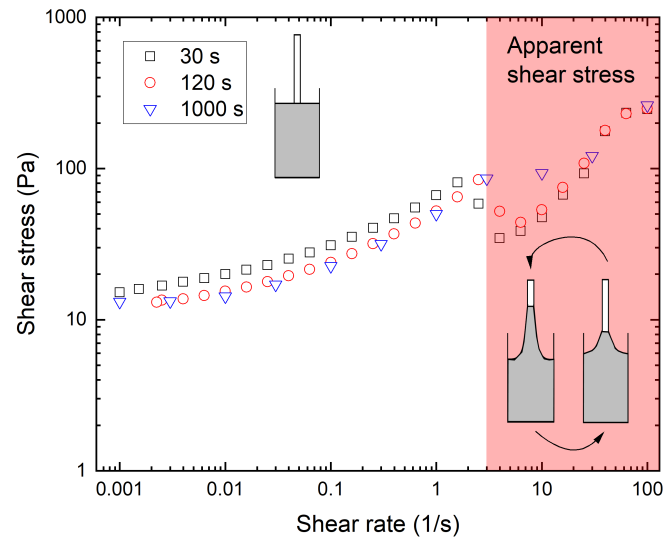 1000
100
10
1
Shear stress (Pa)
30 s
120 s
1000 s
Apparent
shear stress
0.001
0.01
0.1
1
10
100
Shear rate (1/s)